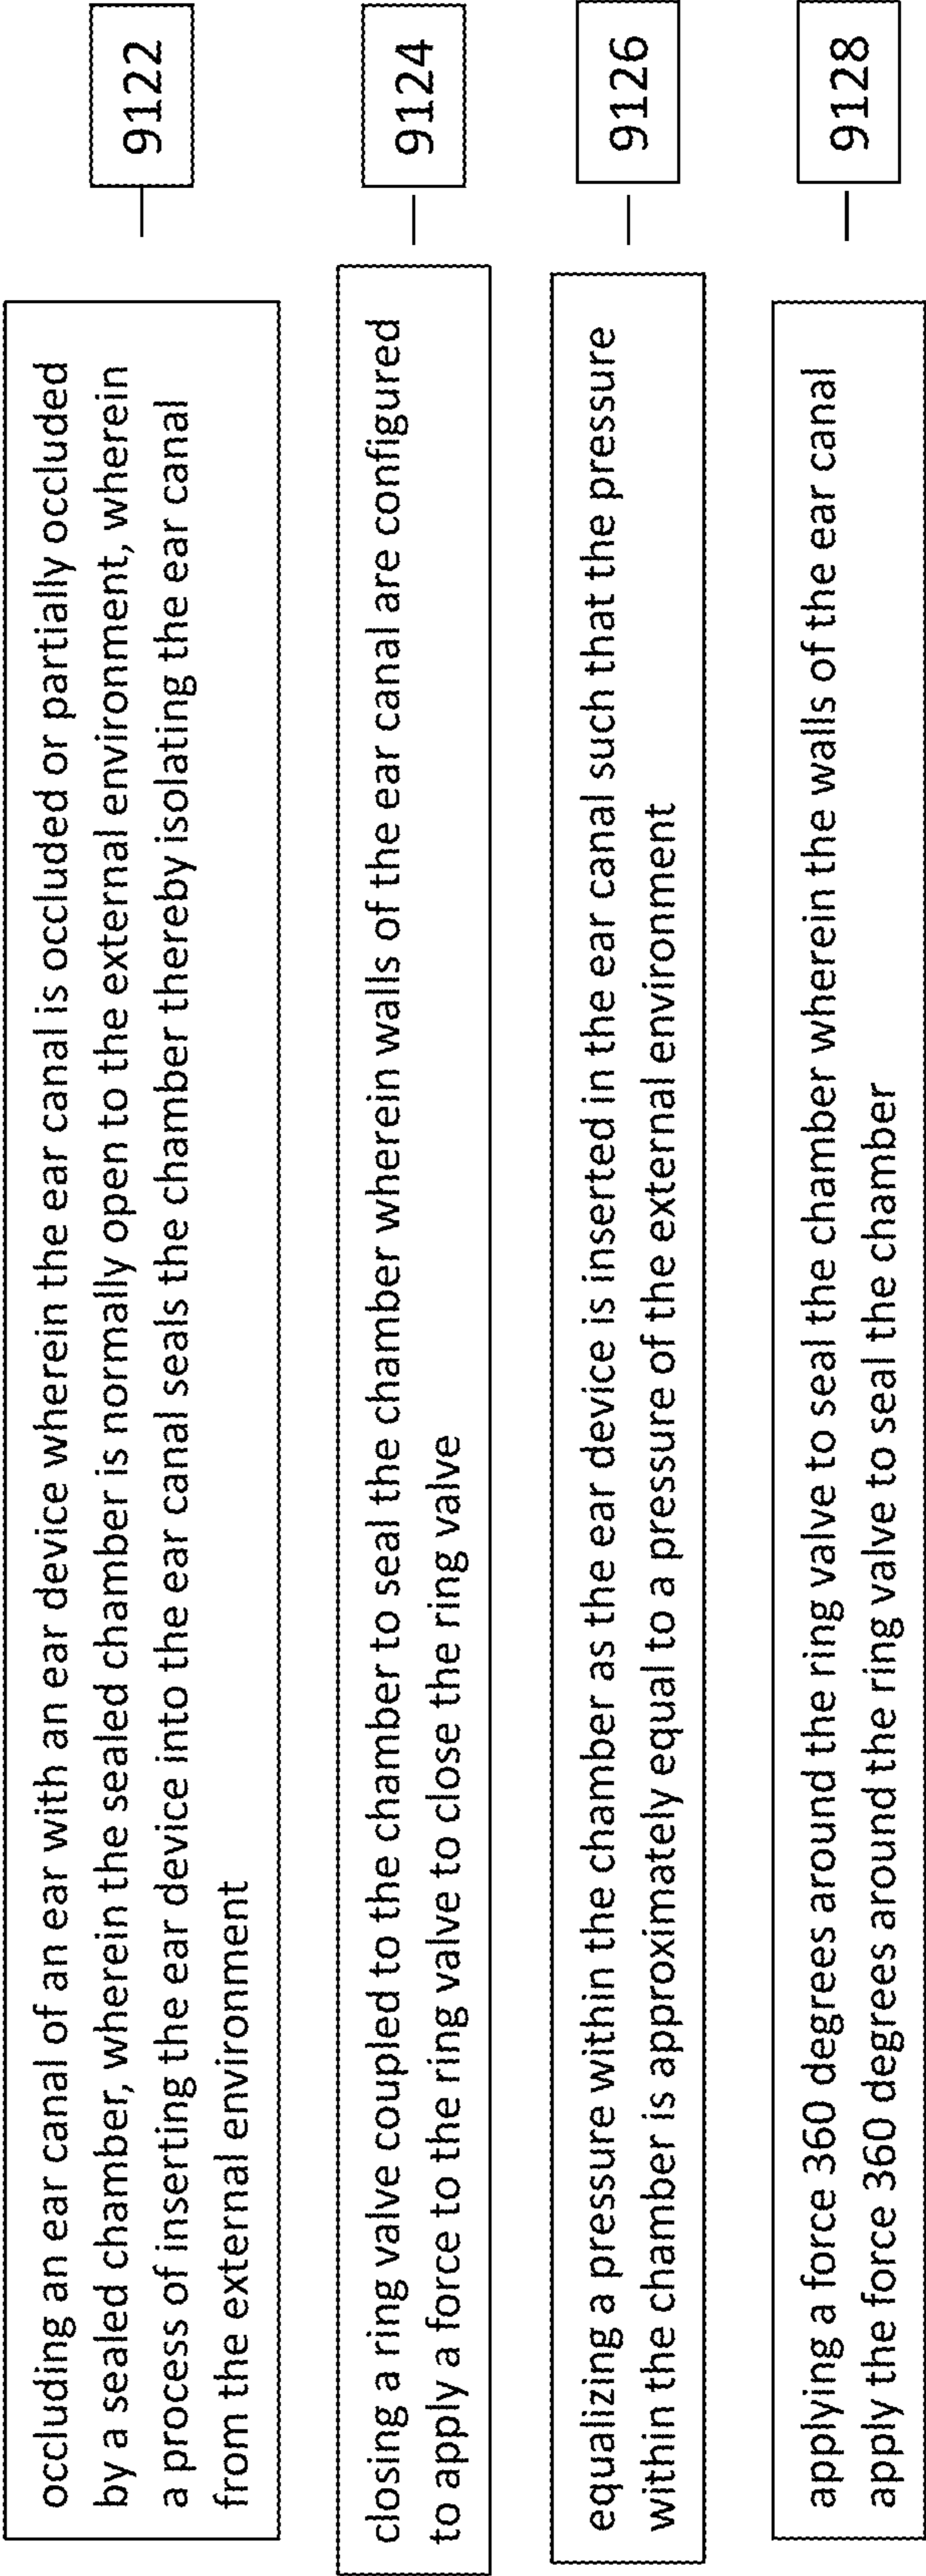 occluding an ear canal of an ear with an ear device wherein the ear canal is occluded or partially occluded
by a sealed chamber, wherein the sealed chamber is normally open to the external environment, wherein
a process of inserting the ear device into the ear canal seals the chamber thereby isolating the ear canal
from the external environment
9122
closing a ring valve coupled to the chamber to seal the chamber wherein walls of the ear canal are configured
to apply a force to the ring valve to close the ring valve
9124
equalizing a pressure within the chamber as the ear device is inserted in the ear canal such that the pressure
within the chamber is approximately equal to a pressure of the external environment
9126
applying a force 360 degrees around the ring valve to seal the chamber wherein the walls of the ear canal
apply the force 360 degrees around the ring valve to seal the chamber
9128